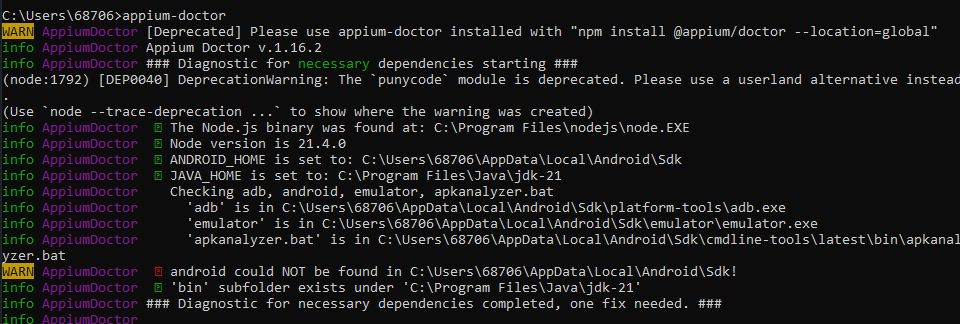 C:\Users\68706>appium-doctor
WARN AppiumDoctor [Deprecated] Please use appium-doctor installed with "npm install @appium/doctor --location=global"
info AppiumDoctor Appium Doctor v.1.16.2
info AppiumDoctor ### Diagnostic for necessary dependencies starting ###
(node:1792) [DEP0040] DeprecationWarning: The `punycode` module is deprecated. Please use a userland alternative instead
.
(Use `node --trace-deprecation ...` to show where the warning was created)
info AppiumDoctor The Node.js binary was found at: C:\Program Files\nodejs\node.EXE
info AppiumDoctor Node version is 21.4.0
info AppiumDoctor ANDROID_HOME is set to: C:\Users\68706\AppData\Local\Android\Sdk
info AppiumDoctor JAVA_HOME is set to: C:\Program Files\Java\jdk-21
info AppiumDoctor Checking adb, android, emulator, apkanalyzer.bat
info AppiumDoctor 'adb' is in C:\Users\68706\AppData\Local\Android\Sdk\platform-tools\adb.exe
info AppiumDoctor 'emulator' is in C:\Users\68706\AppData\Local\Android\Sdk\emulator\emulator.exe
info AppiumDoctor 'apkanalyzer.bat' is in C:\Users\68706\AppData\Local\Android\Sdk\cmdline-tools\latest\bin\apkanal
yzer.bat
WARN AppiumDoctor android could NOT be found in C:\Users\68706\AppData\Local\Android\Sdk!
info AppiumDoctor 'bin' subfolder exists under 'C:\Program Files\Java\jdk-21'
info AppiumDoctor ### Diagnostic for necessary dependencies completed, one fix needed. ###
info AppiumDoctor